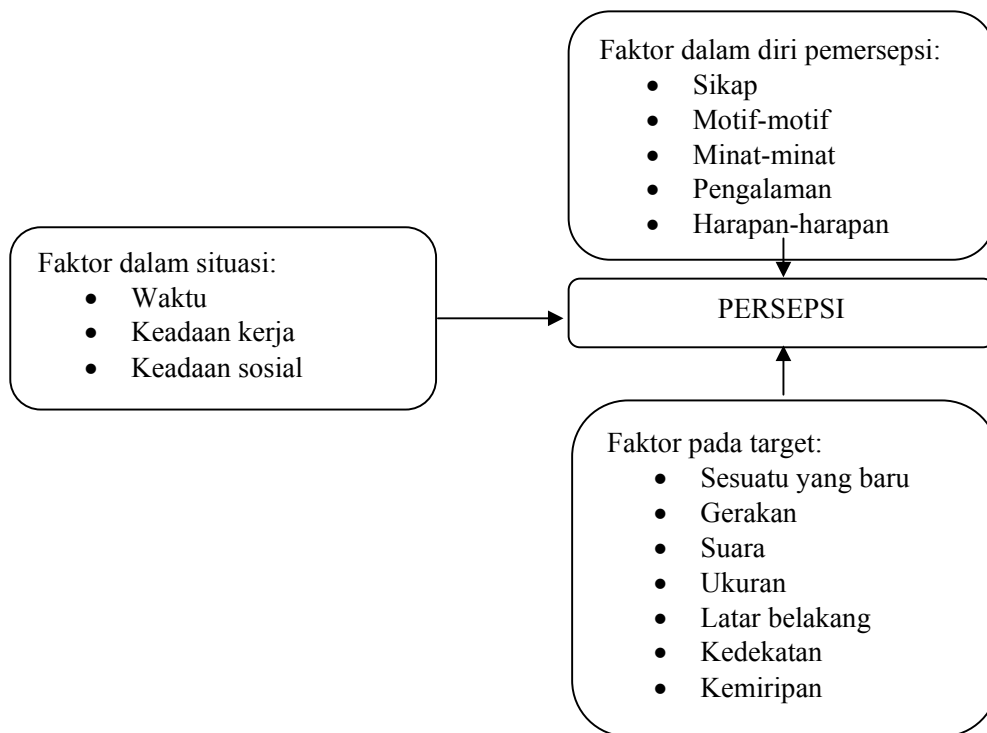 Faktor dalam diri pemersepsi:
• Sikap
• Motif-motif
• Minat-minat
• Pengalaman
• Harapan-harapan
Faktor dalam situasi:
• Waktu
• Keadaan kerja
• Keadaan sosial
PERSEPSI
Faktor pada target:
• Sesuatu yang baru
• Gerakan
• Suara
• Ukuran
• Latar belakang
• Kedekatan
• Kemiripan